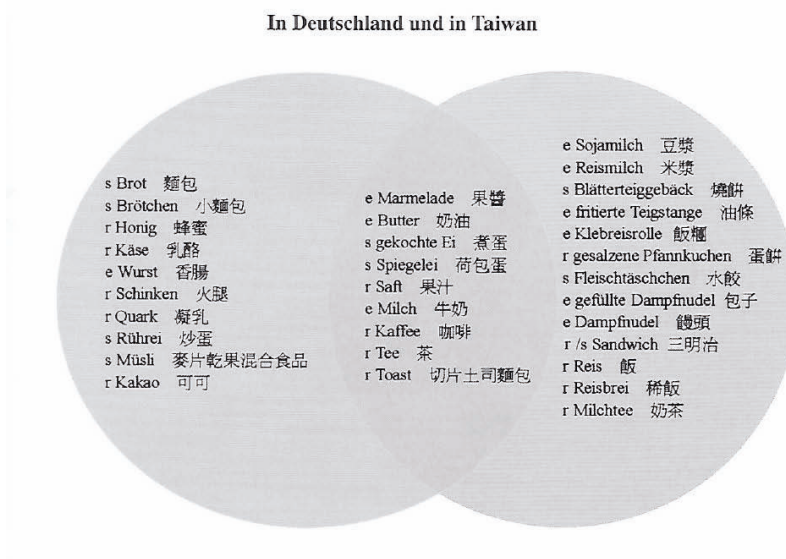 In Deutschland und in Taiwan
s Brot 麵包
s Brötchen 小麵包
r Honig 蜂蜜
r Käse 乳酪
e Wurst 香腸
r Schinken 火腿
r Quark 凝乳
s Rührei 炒蛋
s Müsli 麥片乾果混合食品
r Kakao 可可
e Marmelade 果醬
e Butter 奶油
s gekochte Ei 煮蛋
s Spiegelei 荷包蛋
r Saft 果汁
e Milch 牛奶
r Kaffee 咖啡
r Tee 茶
r Toast 切片土司麵包
e Sojamilch 豆漿
e Reismilch 米漿
s Blätterteiggebäck 燒餅
e fritierte Teigstange 油條
e Klebreisrolle 飯糰
r gesalzene Pfannkuchen 蛋餅
s Fleischtäschchen 水餃
e gefüllte Dampfnudel 包子
e Dampfnudel 饅頭
r /s Sandwich 三明治
r Reis 飯
r Reisbrei 稀飯
r Milchtee 奶茶